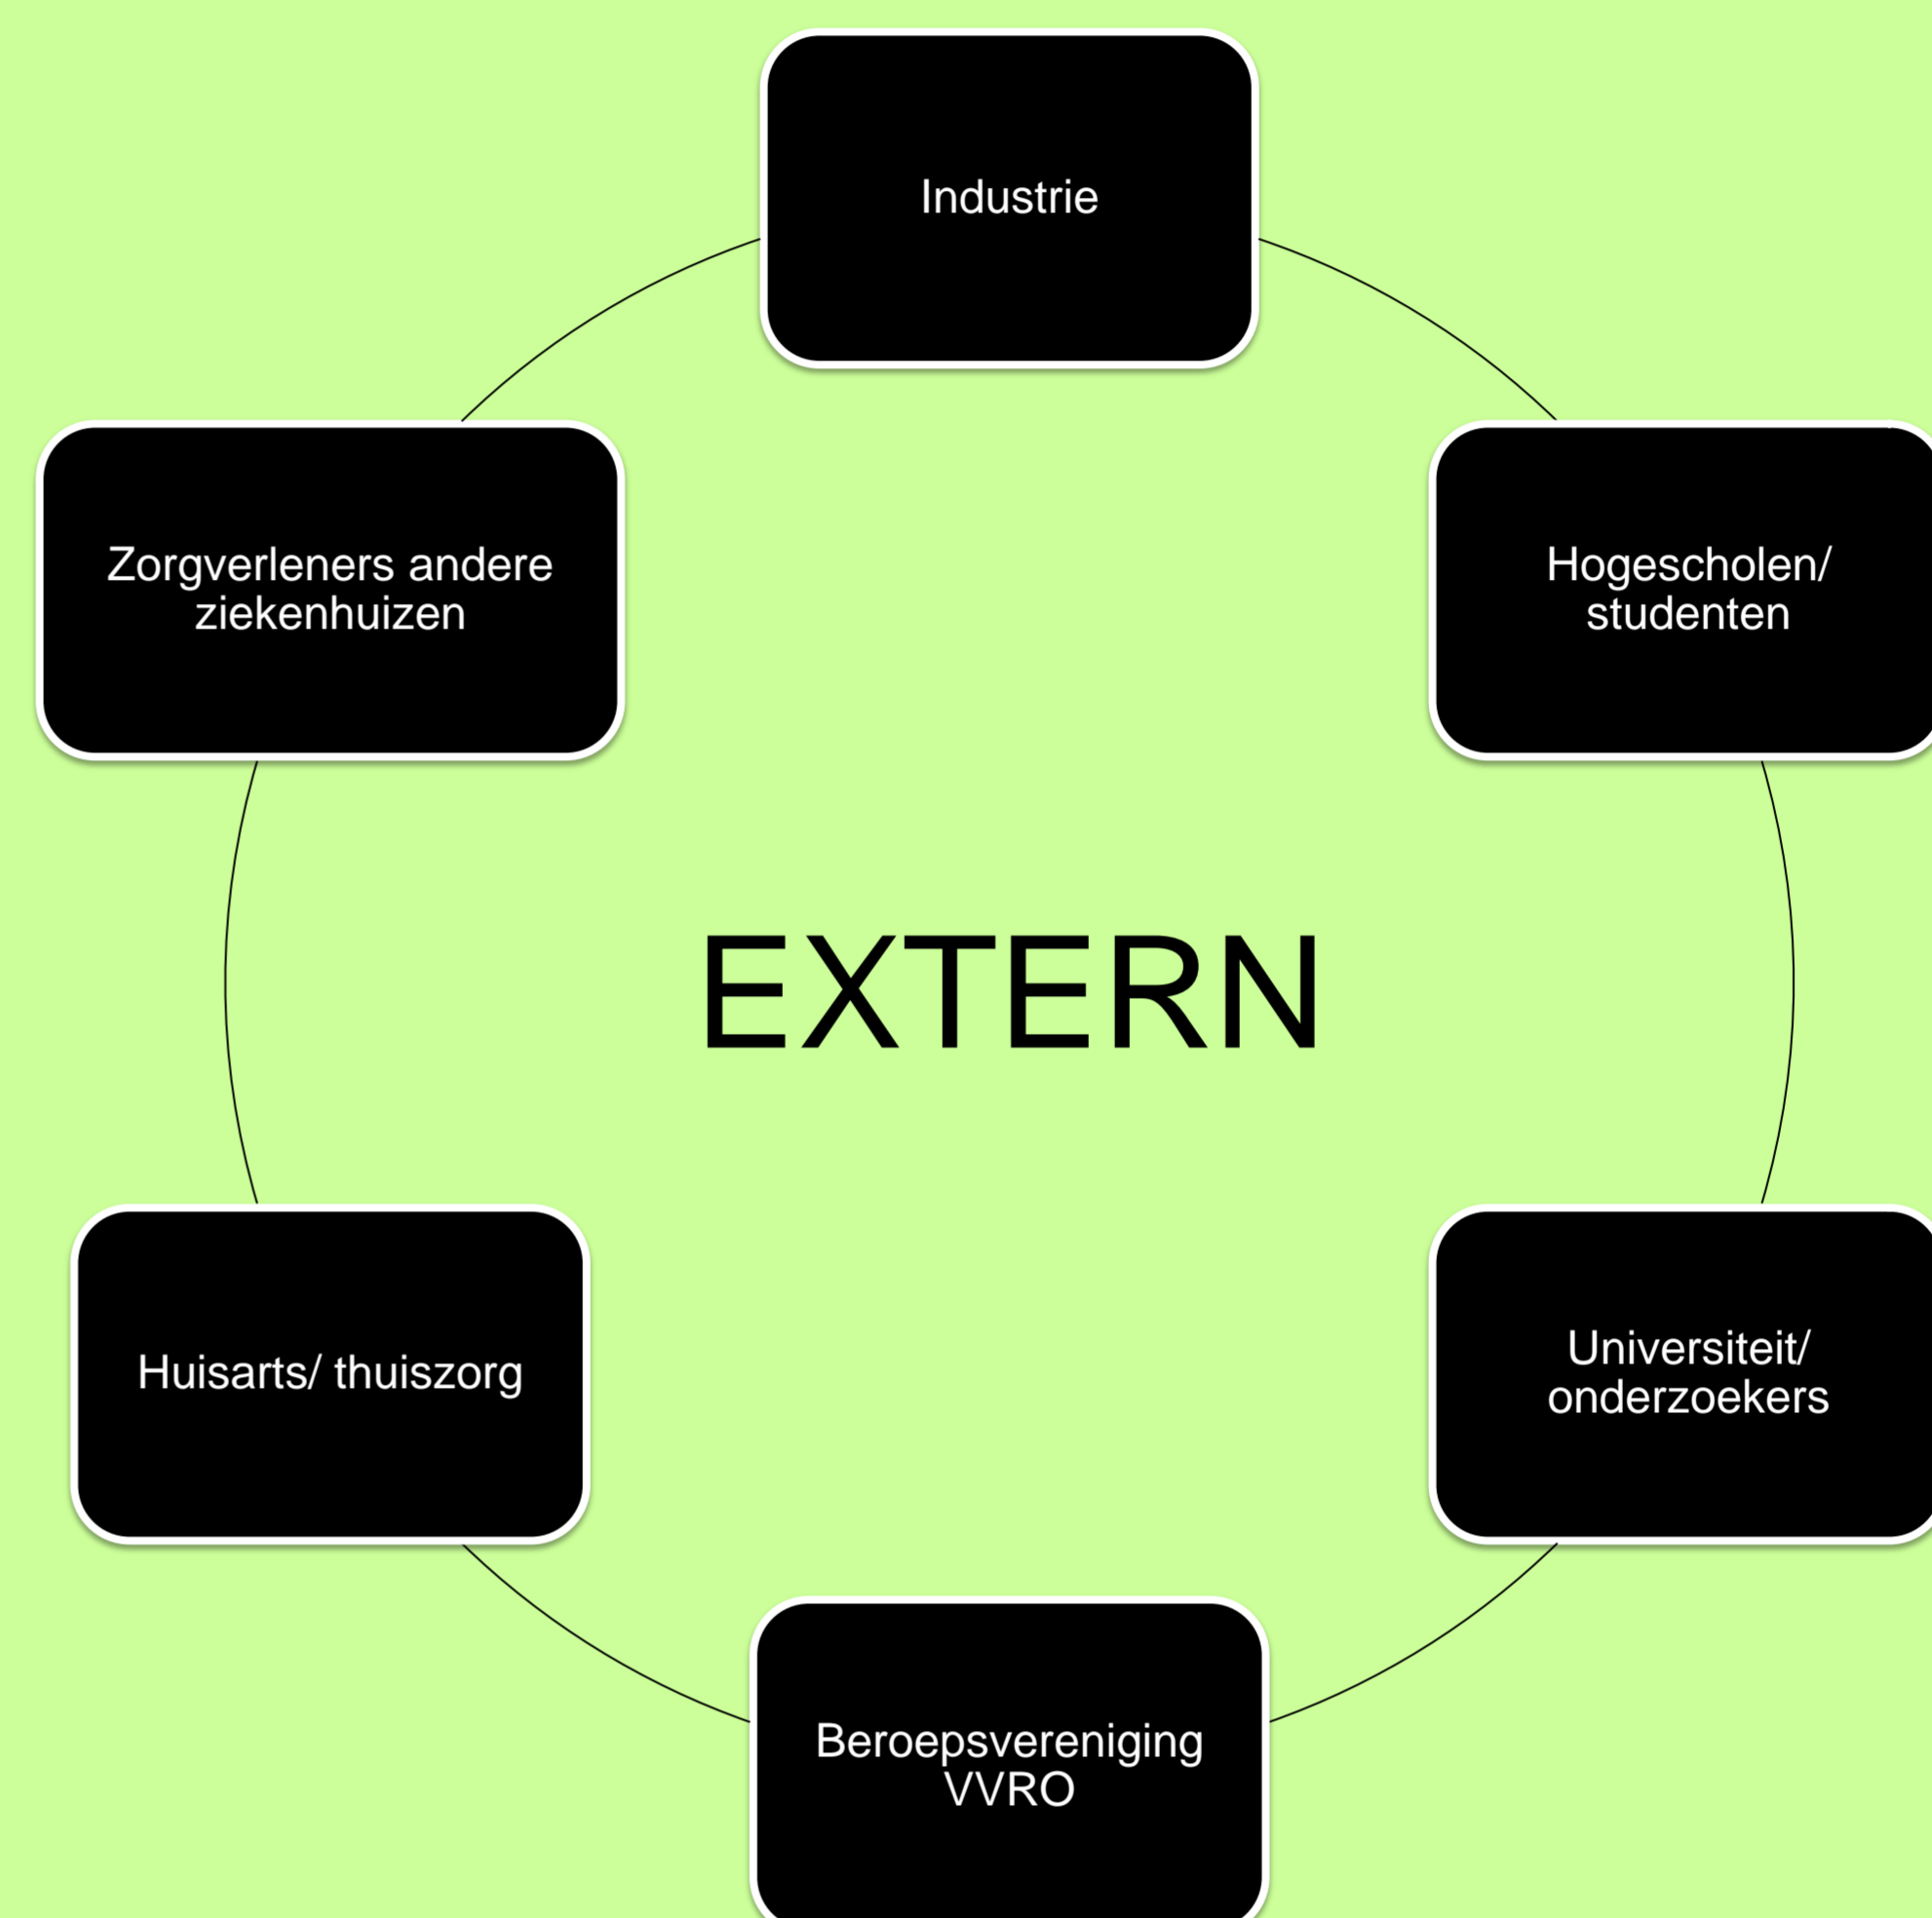 Industrie
Zorgverleners andere
ziekenhuizen
Hogescholen/
studenten
EXTERN
Huisarts/ thuiszorg
Universiteit/
onderzoekers
Beroepsvereniging
VVRO